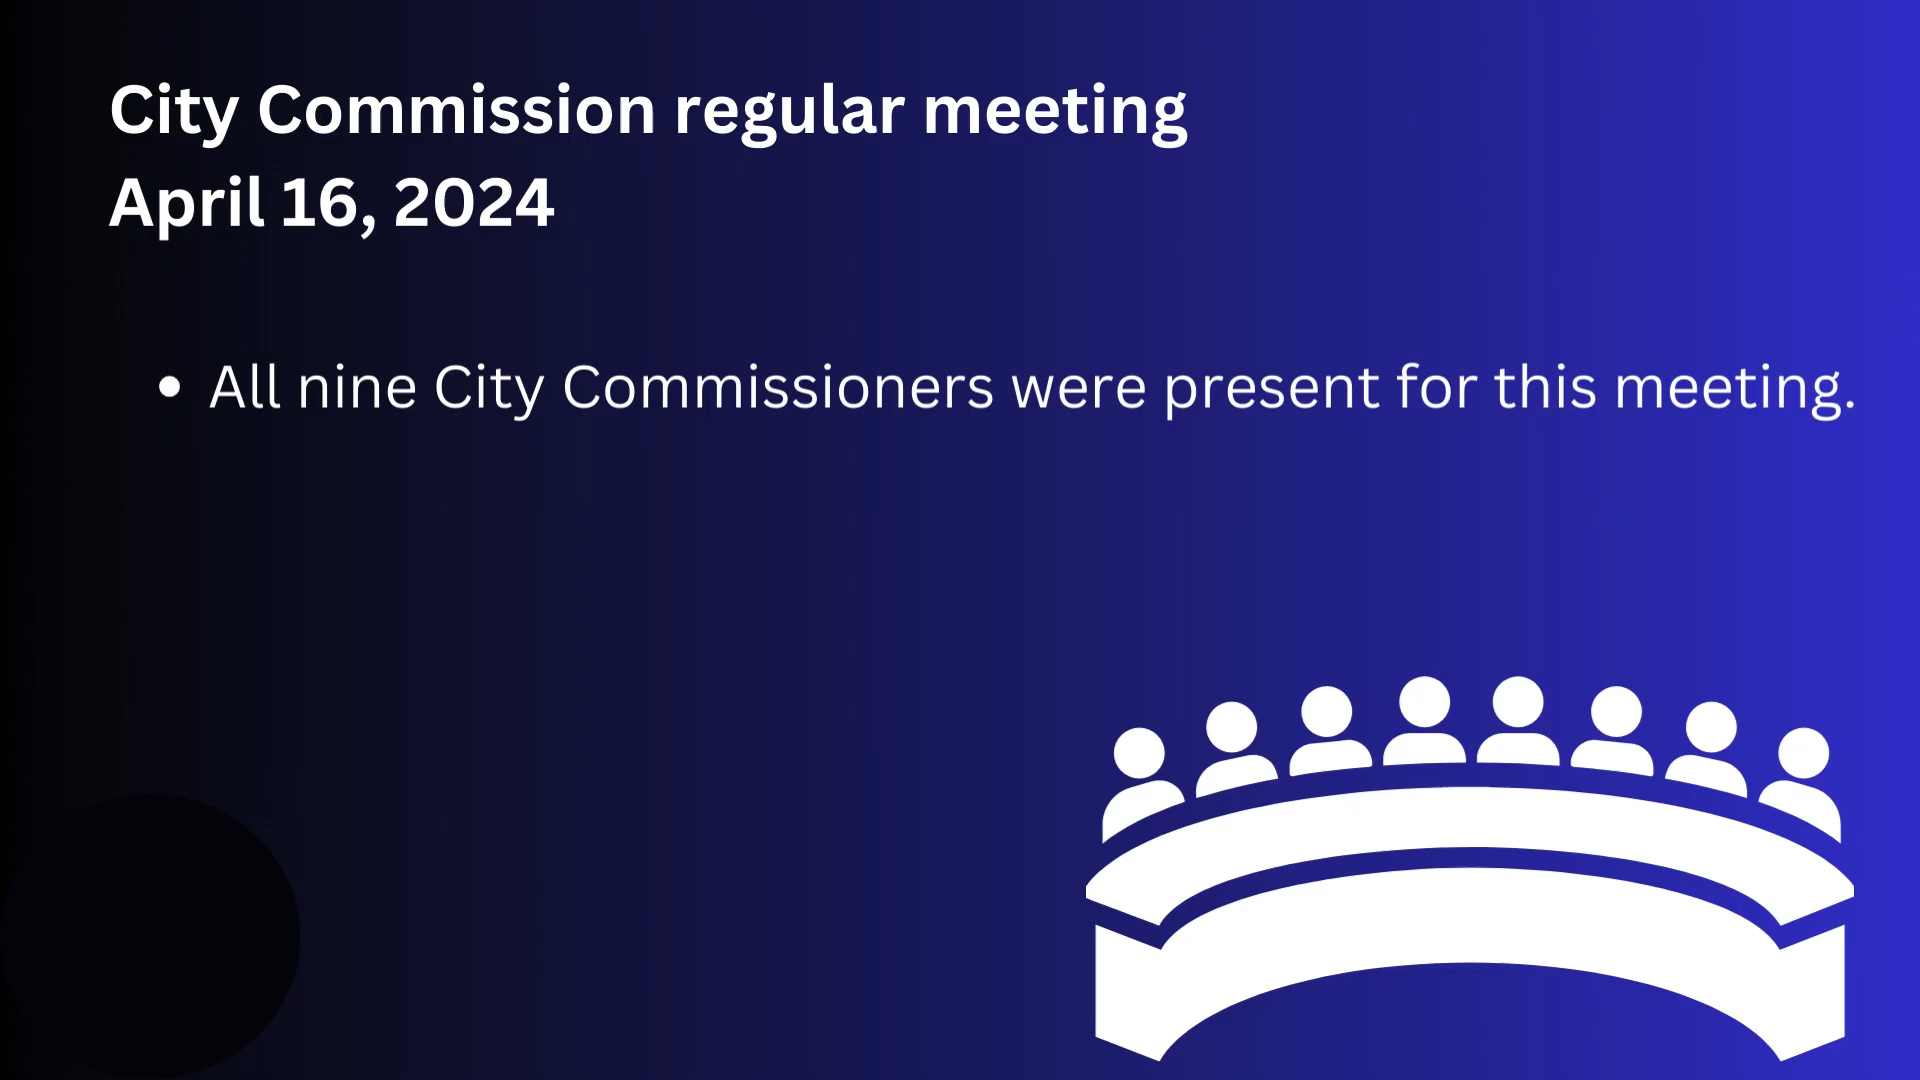 City Commission regular meeting
April 16, 2024
• All nine City Commissioners were present for this meeting.